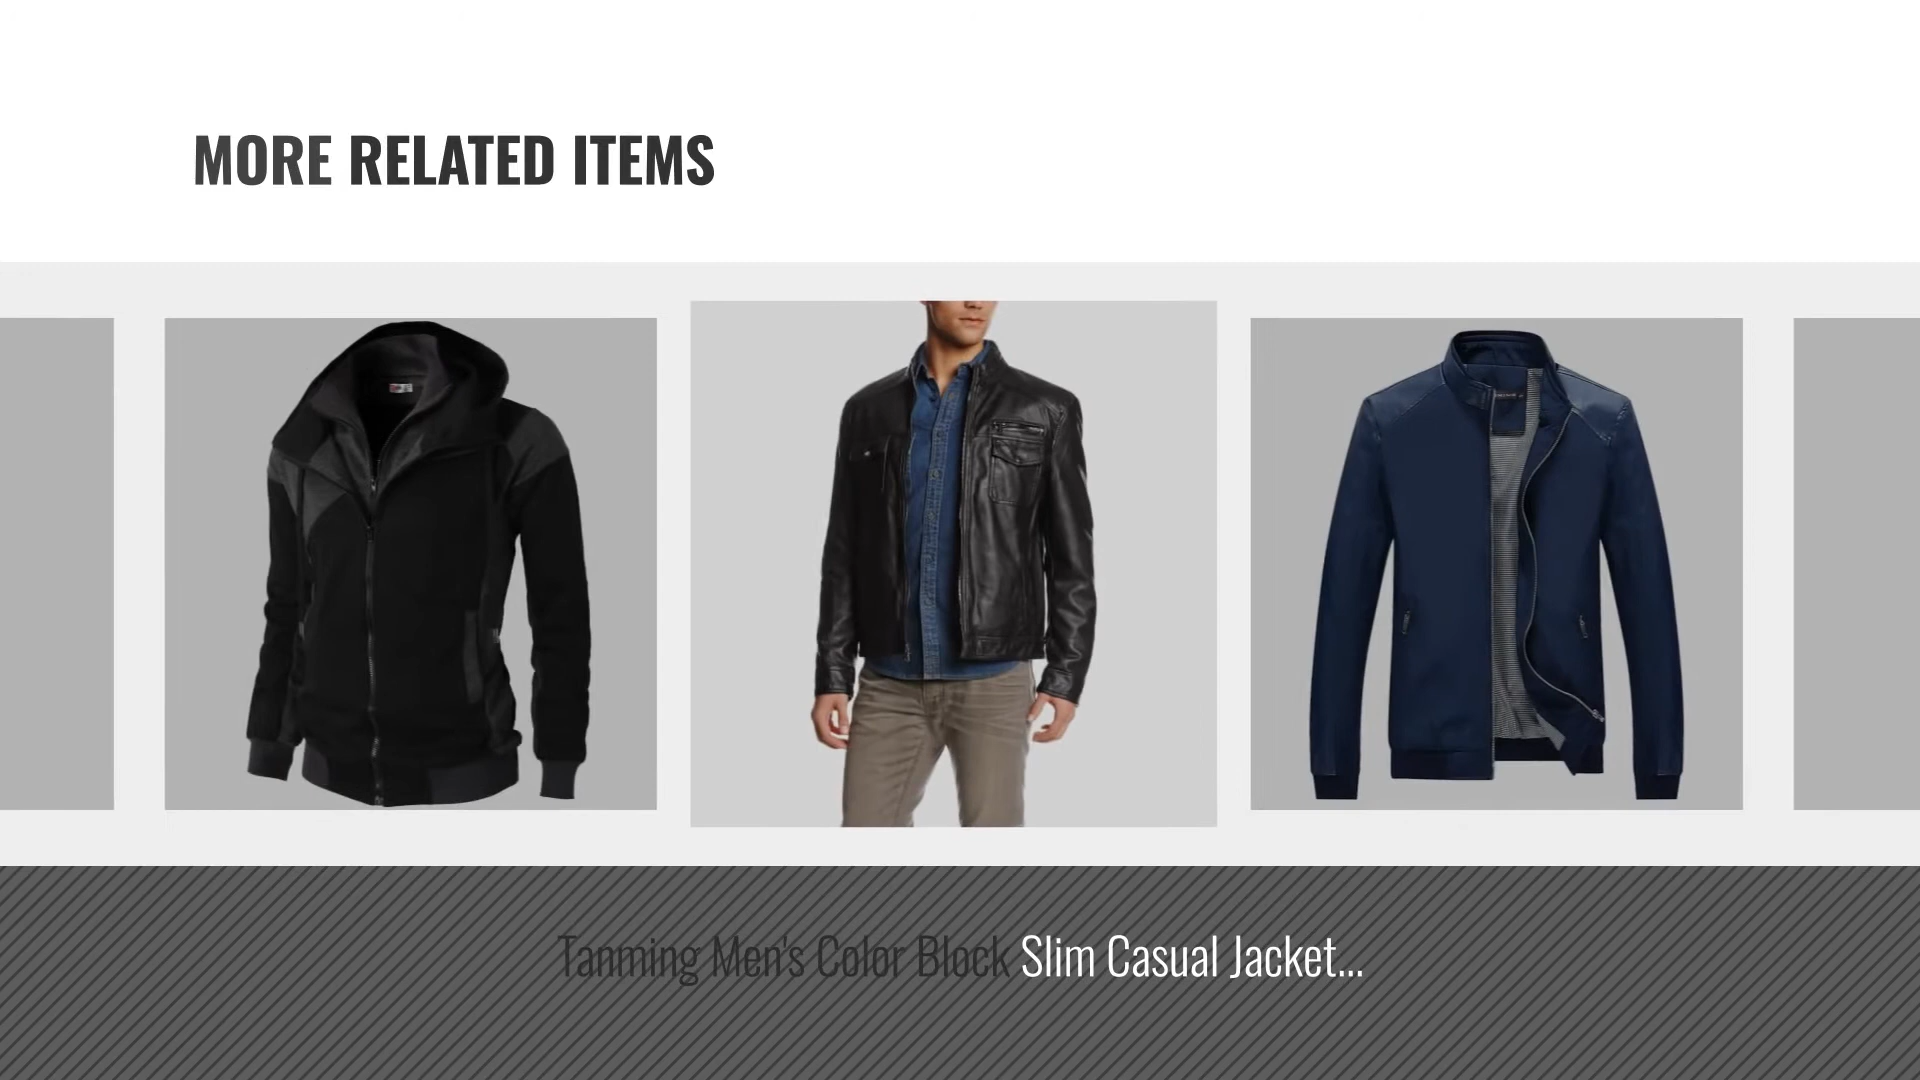 MORE RELATED ITEMS
Tanming Men's Color Block Slim Casual Jacket...